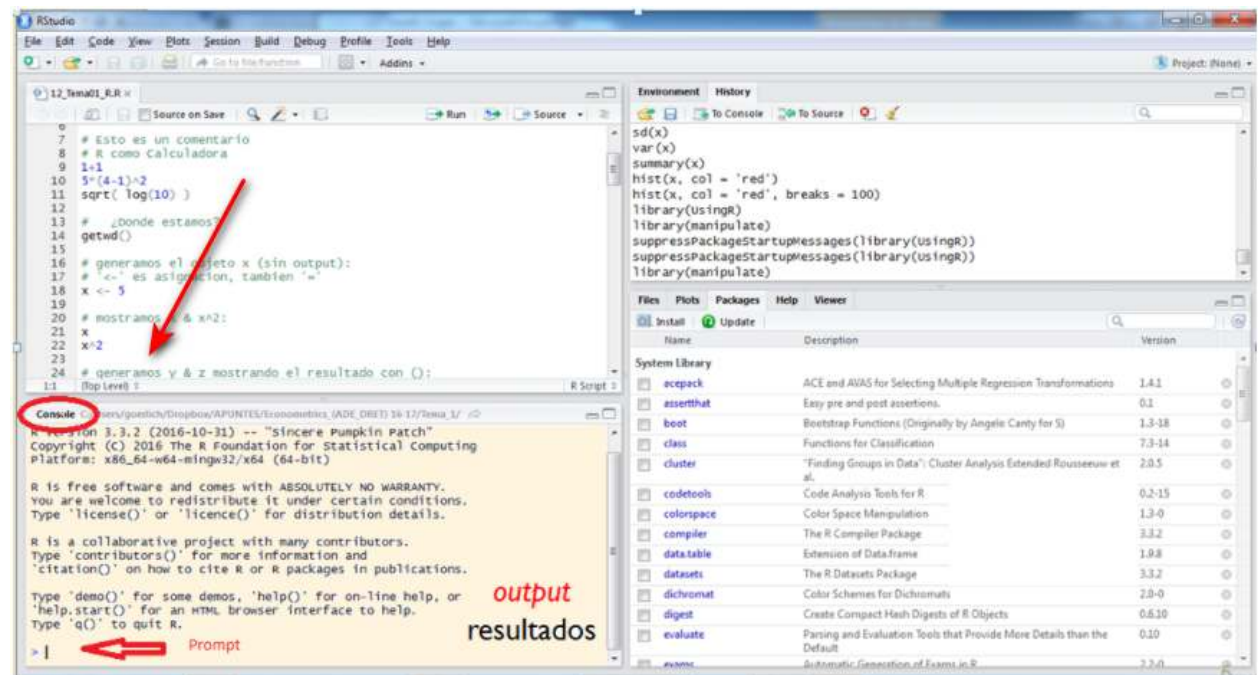 RStudio
File Edit Code View Plots Session Build Debug Profile Tools Help
Go to file/function Addins Project: (None)
12_Tema01_R.R
Source on Save Run Source
6
7 # Esto es un comentario
8 # R como Calculadora
9 1+1
10 5*(4-1)^2
11 sqrt( log(10) )
12
13 # ¿Donde estamos?
14 getwd()
15
16 # generamos el objeto x (sin output):
17 # '<-' es asignacion, tambien '='
18 x <- 5
19
20 # mostramos x & x^2:
21 x
22 x^2
23
24 # generamos y & z mostrando el resultado con ():
1:1 (Top Level) R Script
Console
R version 3.3.2 (2016-10-31) -- "Sincere Pumpkin Patch"
Copyright (C) 2016 The R Foundation for Statistical Computing
Platform: x86_64-w64-mingw32/x64 (64-bit)
R is free software and comes with ABSOLUTELY NO WARRANTY.
You are welcome to redistribute it under certain conditions.
Type 'license()' or 'licence()' for distribution details.
R is a collaborative project with many contributors.
Type 'contributors()' for more information and
'citation()' on how to cite R or R packages in publications.
Type 'demo()' for some demos, 'help()' for on-line help, or
'help.start()' for an HTML browser interface to help.
Type 'q()' to quit R.
>
Prompt
output
resultados
Environment History
To Console To Source
sd(x)
var(x)
summary(x)
hist(x, col = 'red')
hist(x, col = 'red', breaks = 100)
library(UsingR)
library(manipulate)
suppressPackageStartupMessages(library(UsingR))
suppressPackageStartupMessages(library(UsingR))
library(manipulate)
Files Plots Packages Help Viewer
Install Update
Name Description Version
System Library
acepack ACE and AVAS for Selecting Multiple Regression Transformations 1.4.1
assertthat Easy pre and post assertions. 0.1
boot Bootstrap Functions (Originally by Angelo Canty for S) 1.3-18
class Functions for Classification 7.3-14
cluster "Finding Groups in Data": Cluster Analysis Extended Rousseeuw et al. 2.0.5
codetools Code Analysis Tools for R 0.2-15
colorspace Color Space Manipulation 1.3-0
compiler The R Compiler Package 3.3.2
data.table Extension of Data.frame 1.9.8
datasets The R Datasets Package 3.3.2
dichromat Color Schemes for Dichromats 2.0-0
digest Create Compact Hash Digests of R Objects 0.6.10
evaluate Parsing and Evaluation Tools that Provide More Details than the Default 0.10
exams Automatic Generation of Exams in R 2.2-0